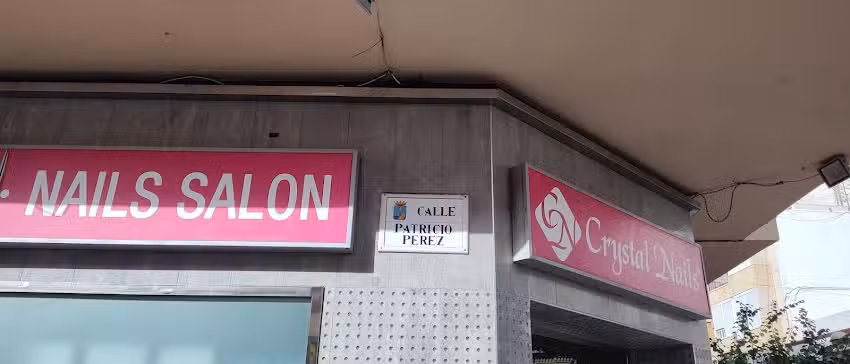 NAILS SALON
CALLE
PATRICIO
PEREZ
Crystal Nails